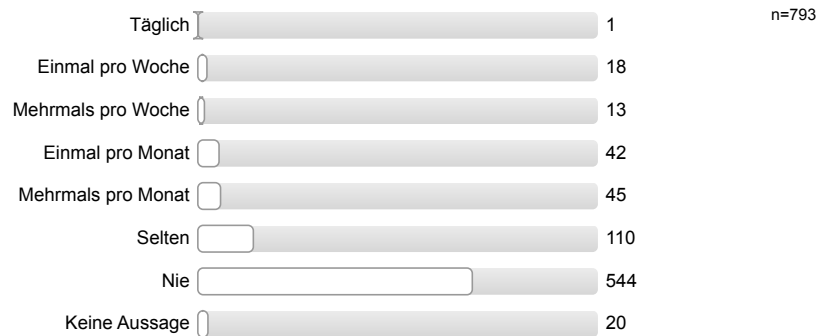 Täglich 1 n=793
Einmal pro Woche 18
Mehrmals pro Woche 13
Einmal pro Monat 42
Mehrmals pro Monat 45
Selten 110
Nie 544
Keine Aussage 20